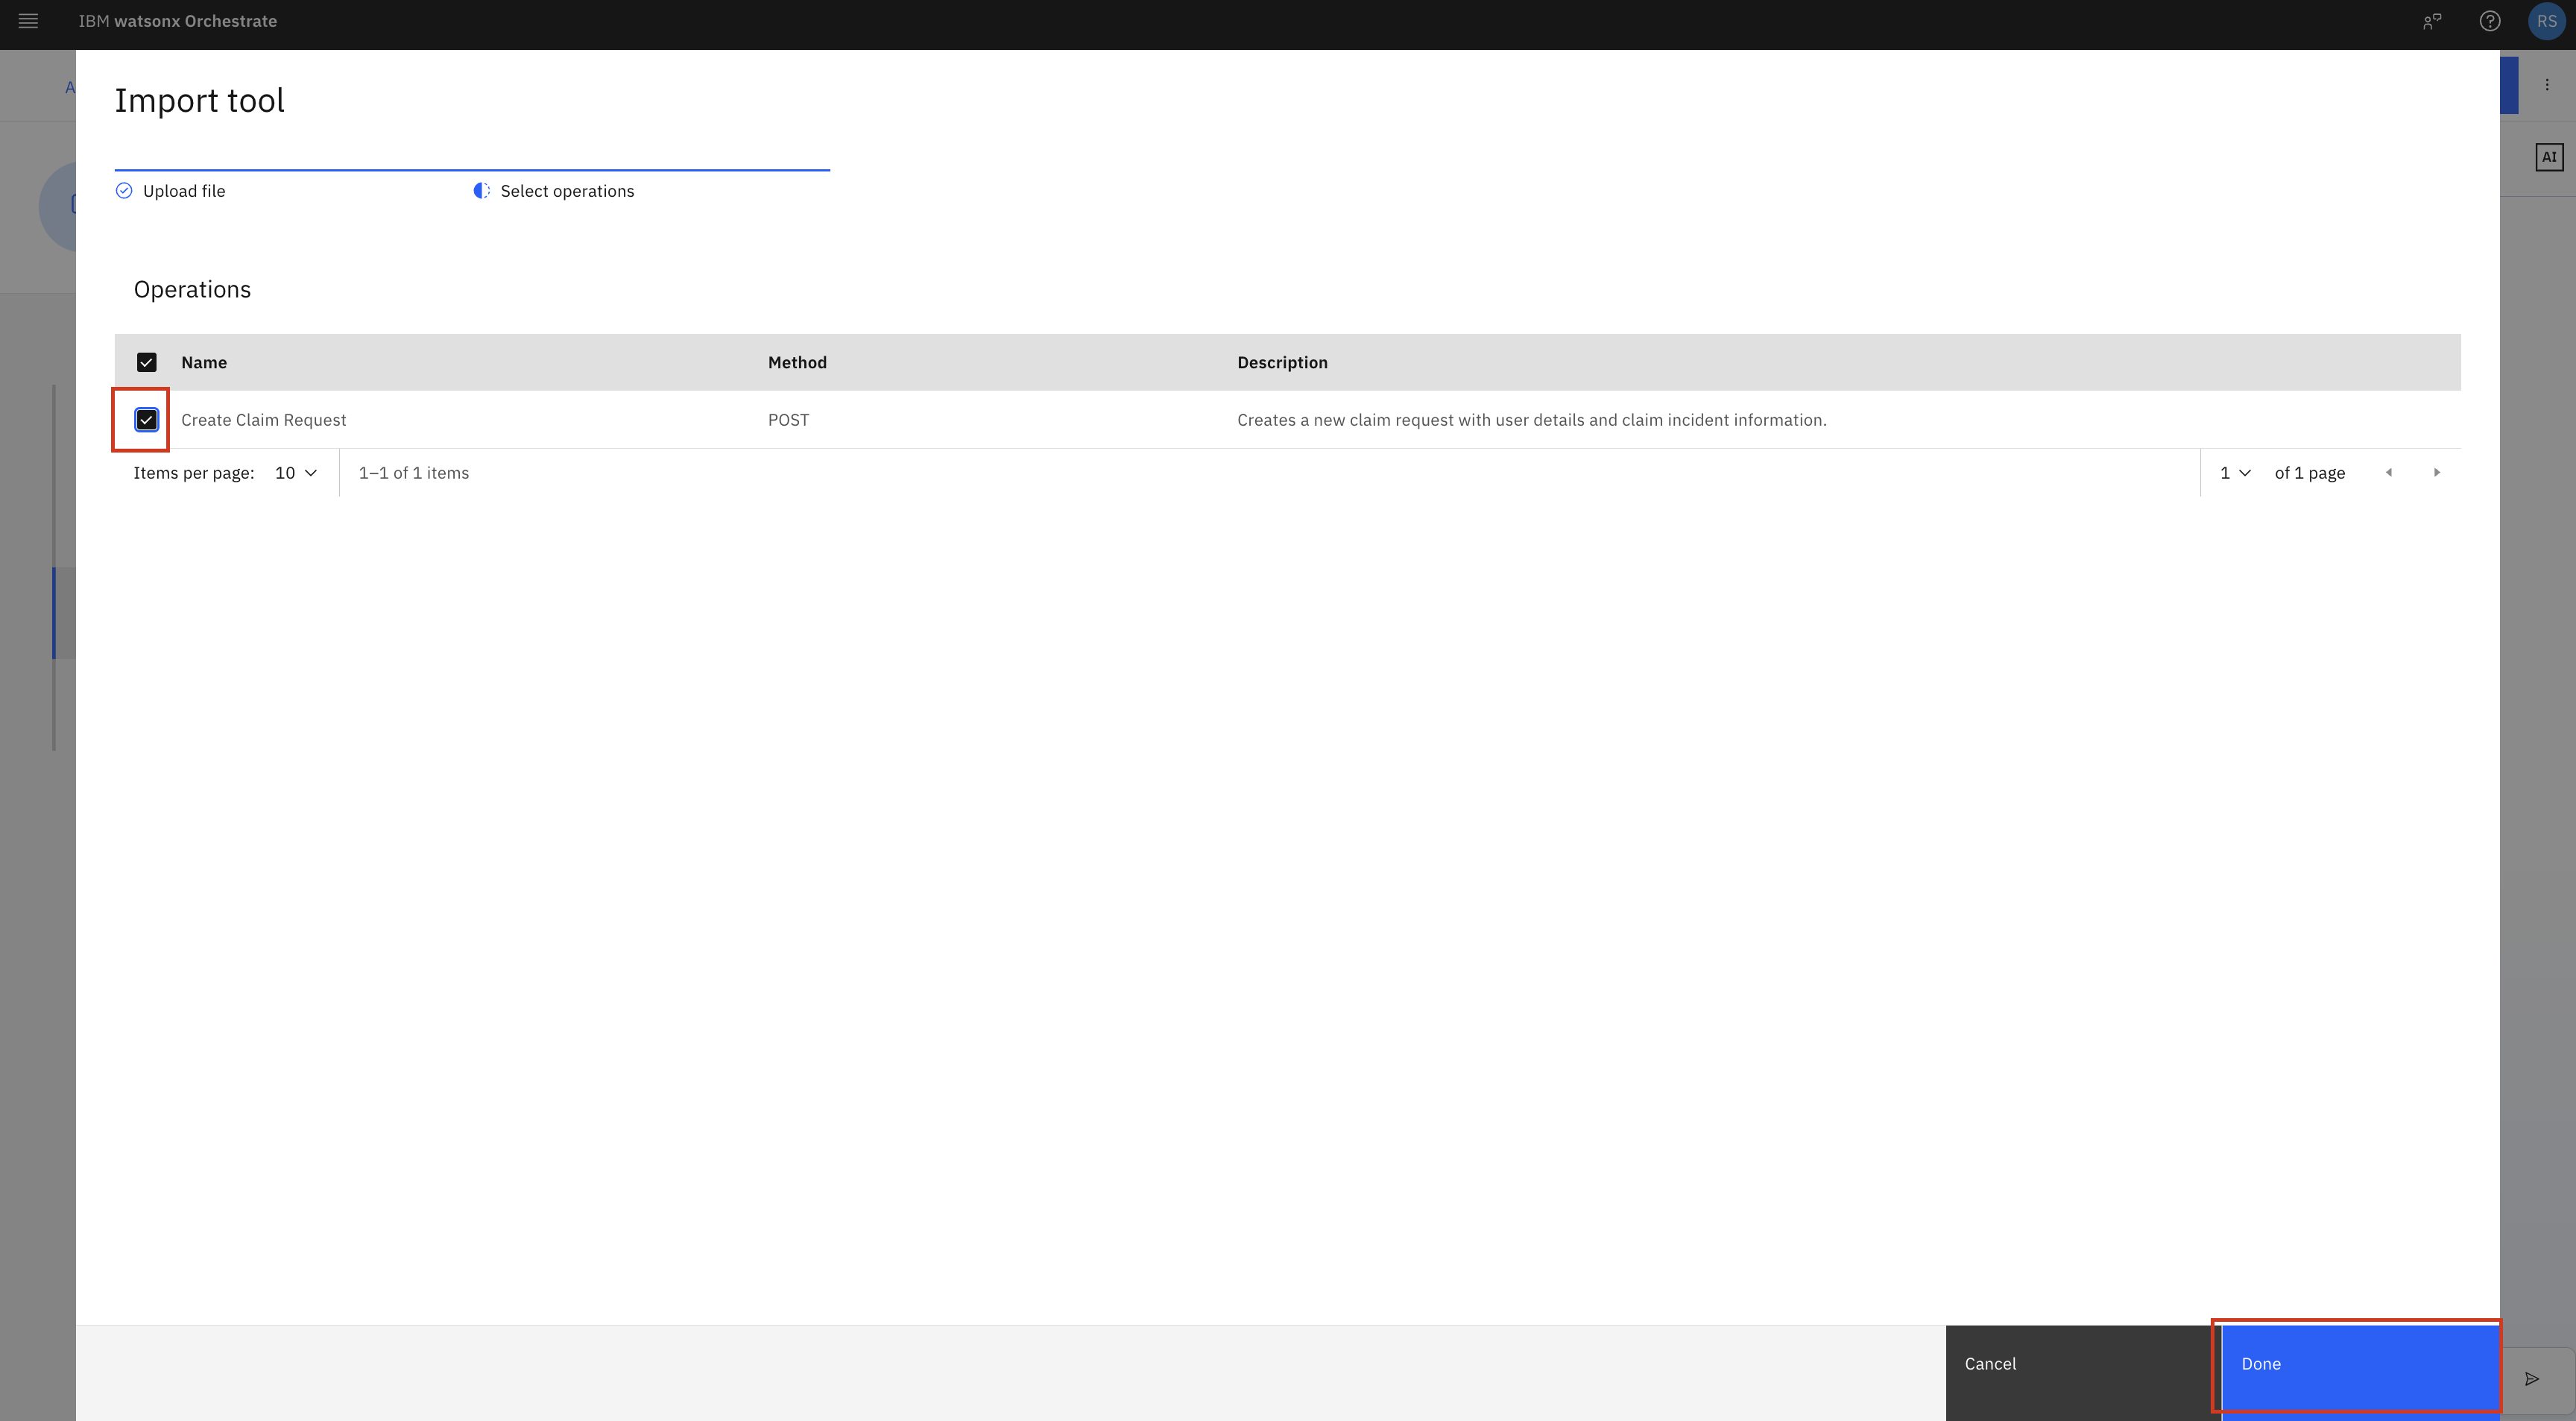 IBM watsonx Orchestrate
RS
A
Import tool
AI
Upload file
Select operations
Operations
Name Method Description
Create Claim Request POST Creates a new claim request with user details and claim incident information.
Items per page: 10 1–1 of 1 items 1 of 1 page
Cancel
Done